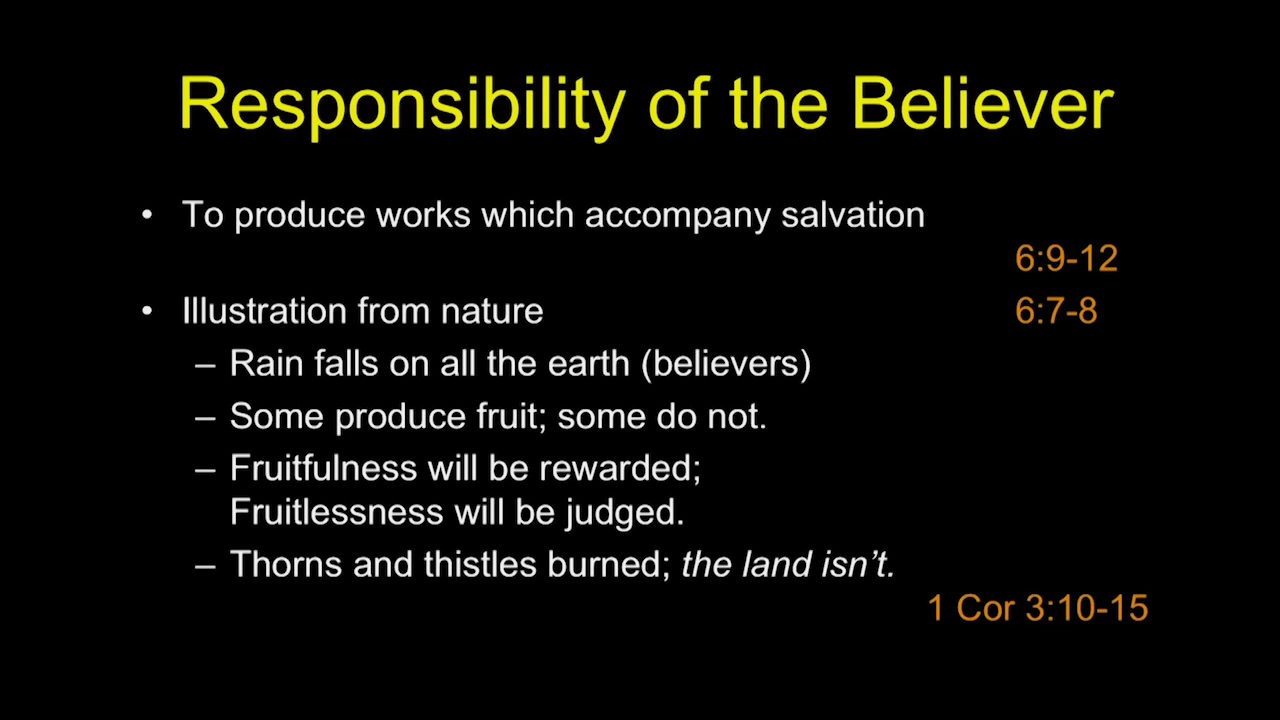 Responsibility of the Believer
• To produce works which accompany salvation
6:9-12
• Illustration from nature 6:7-8
– Rain falls on all the earth (believers)
– Some produce fruit; some do not.
– Fruitfulness will be rewarded;
Fruitlessness will be judged.
– Thorns and thistles burned; the land isn’t.
1 Cor 3:10-15